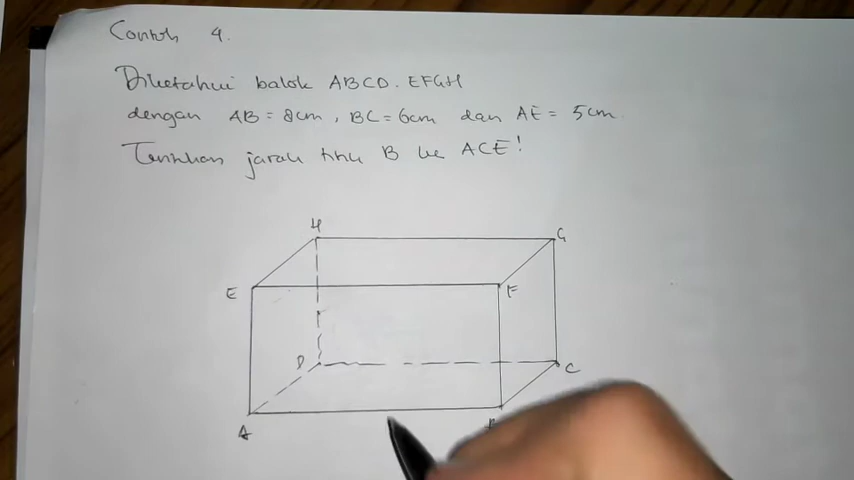 Contoh 4.
Diketahui balok ABCD.EFGH
dengan AB = 8cm, BC = 6cm dan AE = 5cm.
Tentukan jarak titik B ke ACE!
H
G
E
F
D
C
A
B